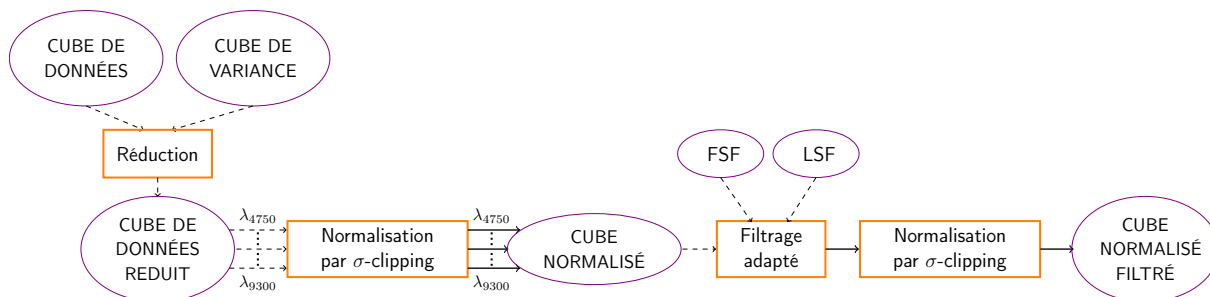 CUBE DE
DONNÉES
CUBE DE
VARIANCE
Réduction
CUBE DE
DONNÉES
REDUIT
λ4750
λ9300
Normalisation
par σ-clipping
λ4750
λ9300
CUBE
NORMALISÉ
FSF
LSF
Filtrage
adapté
Normalisation
par σ-clipping
CUBE
NORMALISÉ
FILTRÉ